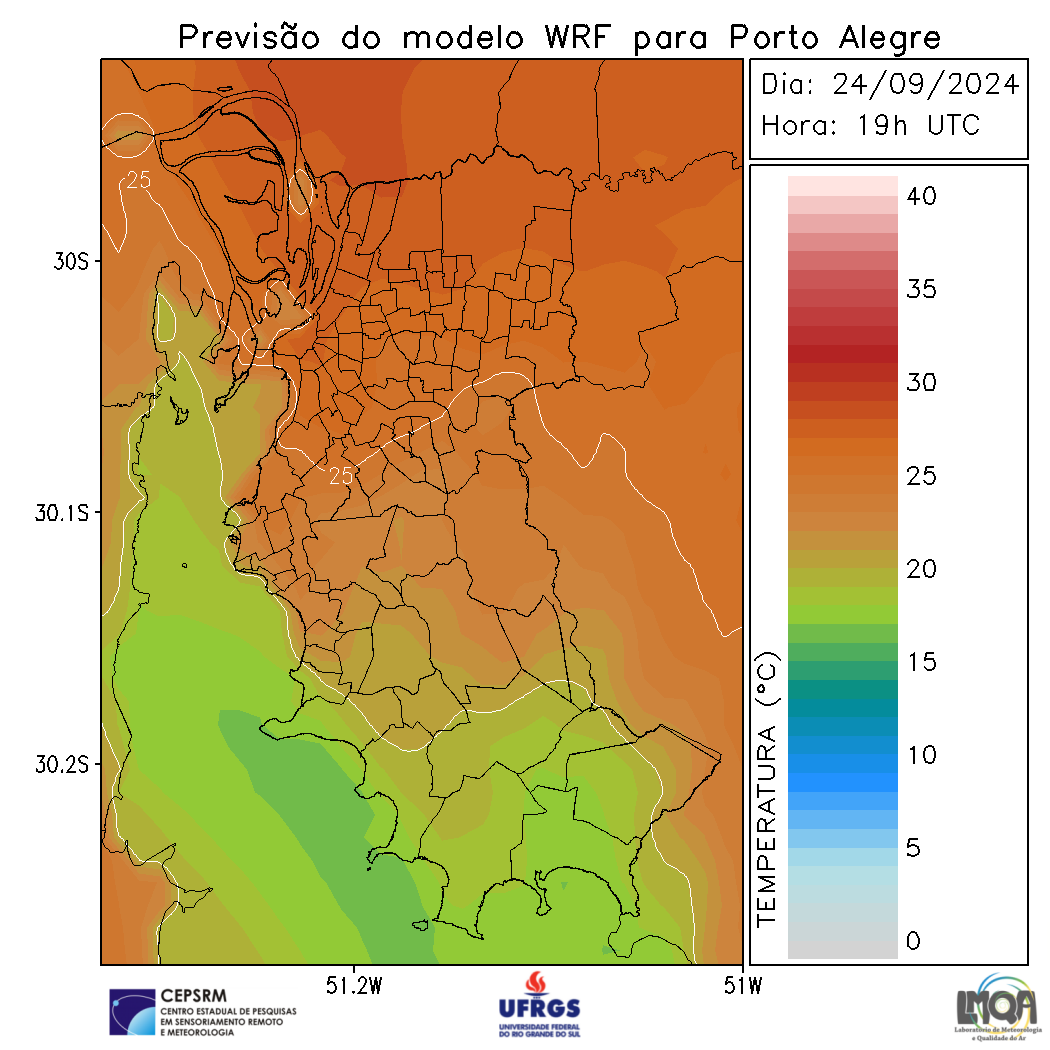 Previsão do modelo WRF para Porto Alegre
Dia: 24/09/2024
Hora: 19h UTC
25
25
30S
30.1S
30.2S
51.2W
51W
TEMPERATURA (°C)
40
35
30
25
20
15
10
5
0
CEPSRM
CENTRO ESTADUAL DE PESQUISAS
EM SENSORIAMENTO REMOTO
E METEOROLOGIA
UFRGS
UNIVERSIDADE FEDERAL
DO RIO GRANDE DO SUL
LMQA
Laboratório de Meteorologia
e Qualidade do Ar